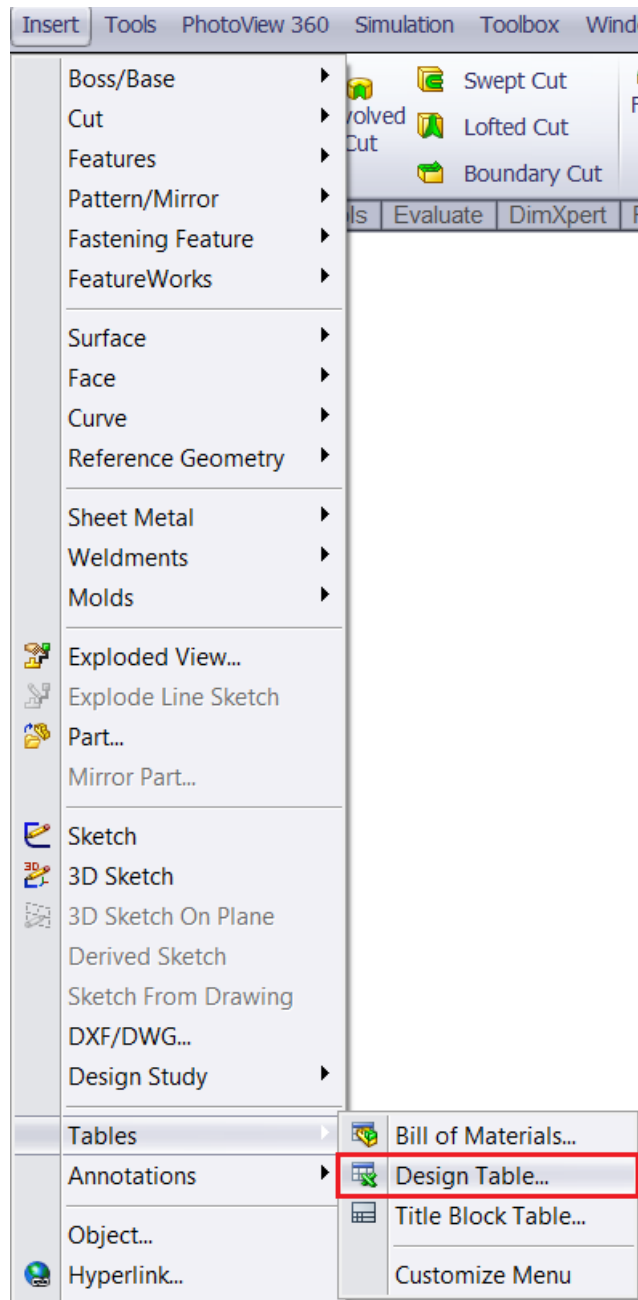 Insert Tools PhotoView 360 Simulation Toolbox
Boss/Base
Cut
Features
Pattern/Mirror
Fastening Feature
FeatureWorks
Surface
Face
Curve
Reference Geometry
Sheet Metal
Weldments
Molds
Exploded View...
Explode Line Sketch
Part...
Mirror Part...
Sketch
3D Sketch
3D Sketch On Plane
Derived Sketch
Sketch From Drawing
DXF/DWG...
Design Study
Tables
Annotations
Object...
Hyperlink...
Swept Cut
Lofted Cut
Boundary Cut
Cut
Evaluate DimXpert
Bill of Materials...
Design Table...
Title Block Table...
Customize Menu